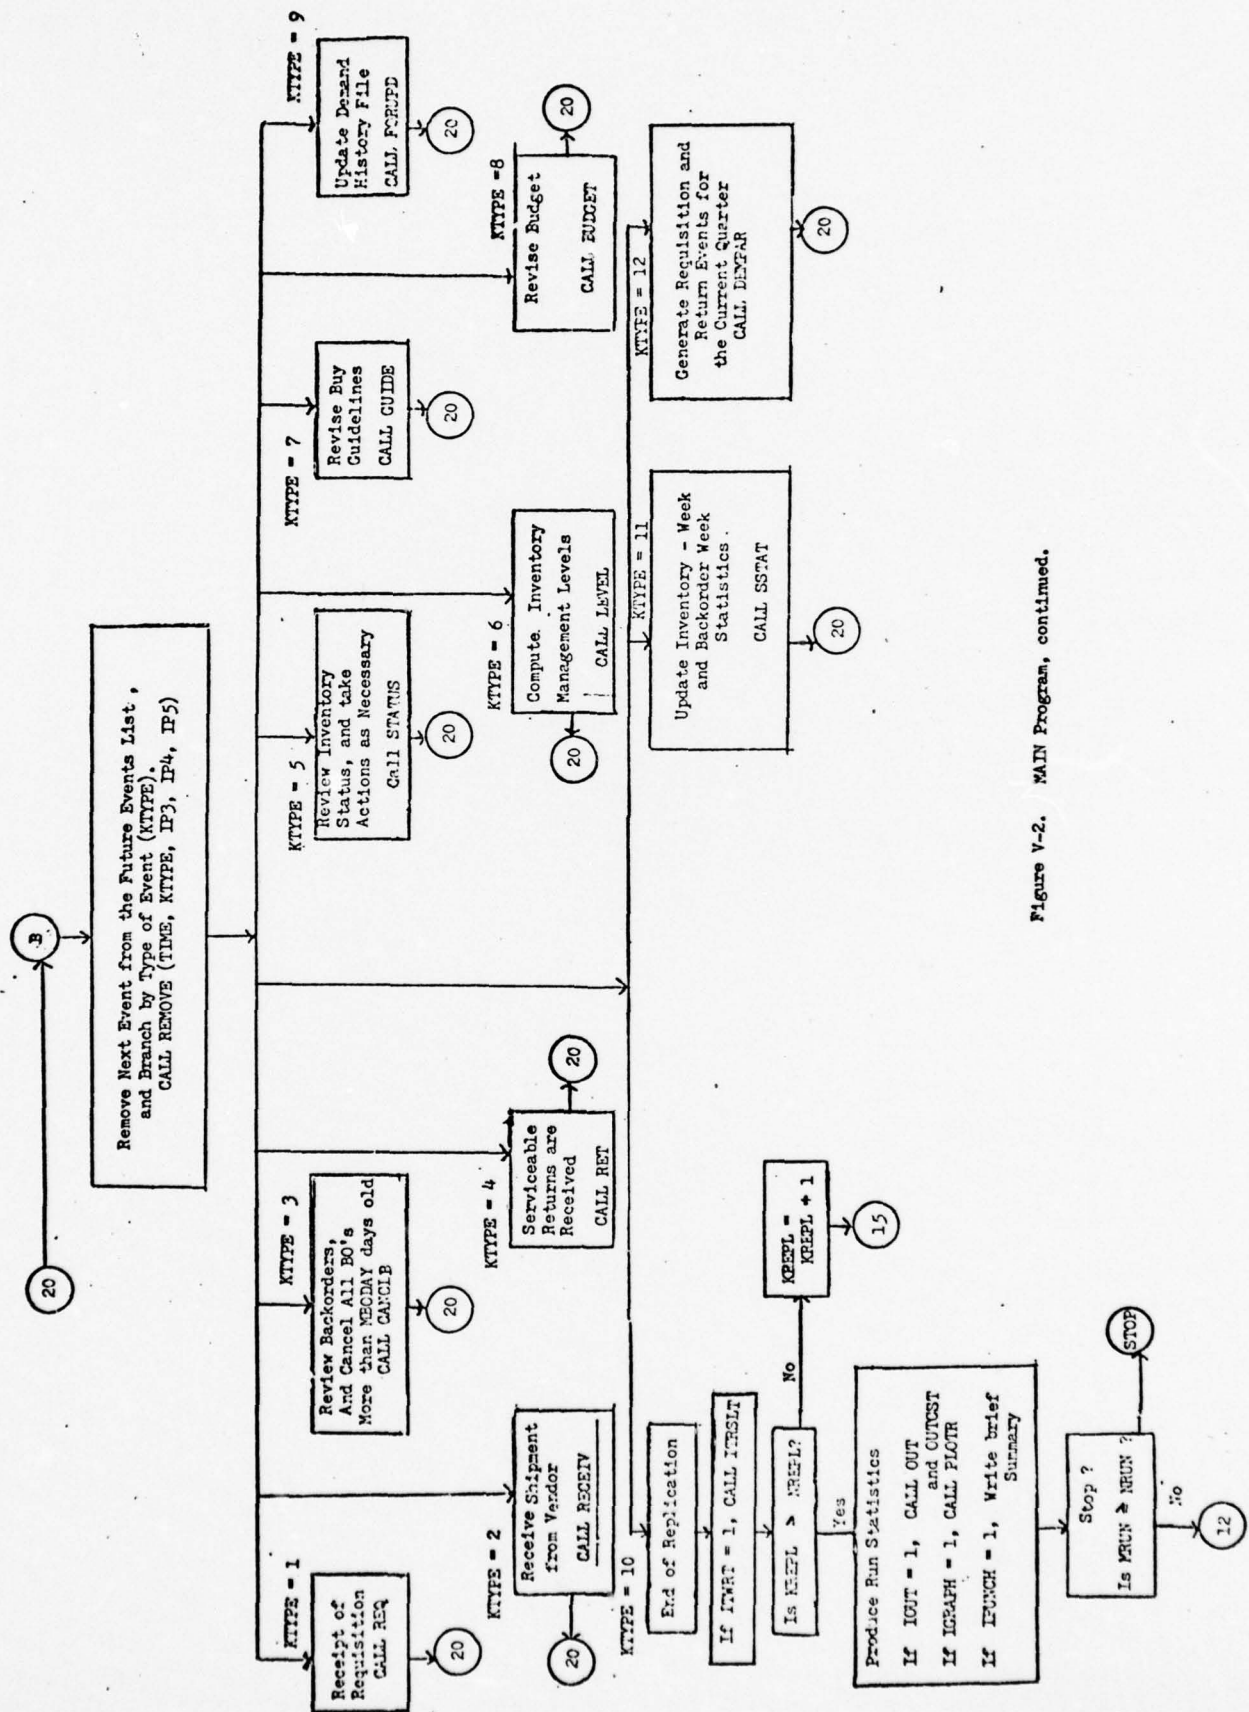 20
B
Remove Next Event from the Future Events List,
and Branch by Type of Event (KTYPE).
CALL REMOVE (TIME, KTYPE, IP3, IP4, IP5)
KTYPE = 1
Receipt of
Requisition
CALL REQ
20
KTYPE = 2
Receive Shipment
from Vendor
CALL RECEIV
20
KTYPE = 3
Review Backorders,
And Cancel All BO's
More than MBODAY days old
CALL CANCLB
20
KTYPE = 4
Serviceable
Returns are
Received
CALL RET
20
KTYPE = 5
Review Inventory
Status, and take
Actions as Necessary
Call STATUS
20
KTYPE = 6
Compute Inventory
Management Levels
CALL LEVEL
20
KTYPE = 7
Revise Buy
Guidelines
CALL GUIDE
20
KTYPE =8
Revise Budget
CALL BUDGET
20
KTYPE = 9
Update Demand
History File
CALL FORUPD
20
KTYPE = 10
End of Replication
If ITWRT = 1, CALL ITRSLT
Is KREPL > NREPL?
No
KREPL =
KREPL + 1
15
Yes
Produce Run Statistics
If IOUT = 1, CALL OUT
and OUTCST
If IGRAPH = 1, CALL PLOTR
If IPUNCH = 1, Write brief
Summary
Stop ?
Is MRUN ≥ NRUN ?
STOP
No
12
KTYPE = 11
Update Inventory - Week
and Backorder Week
Statistics.
CALL SSTAT
20
KTYPE = 12
Generate Requisition and
Return Events for
the Current Quarter
CALL DEMPAR
20
Figure V-2. MAIN Program, continued.